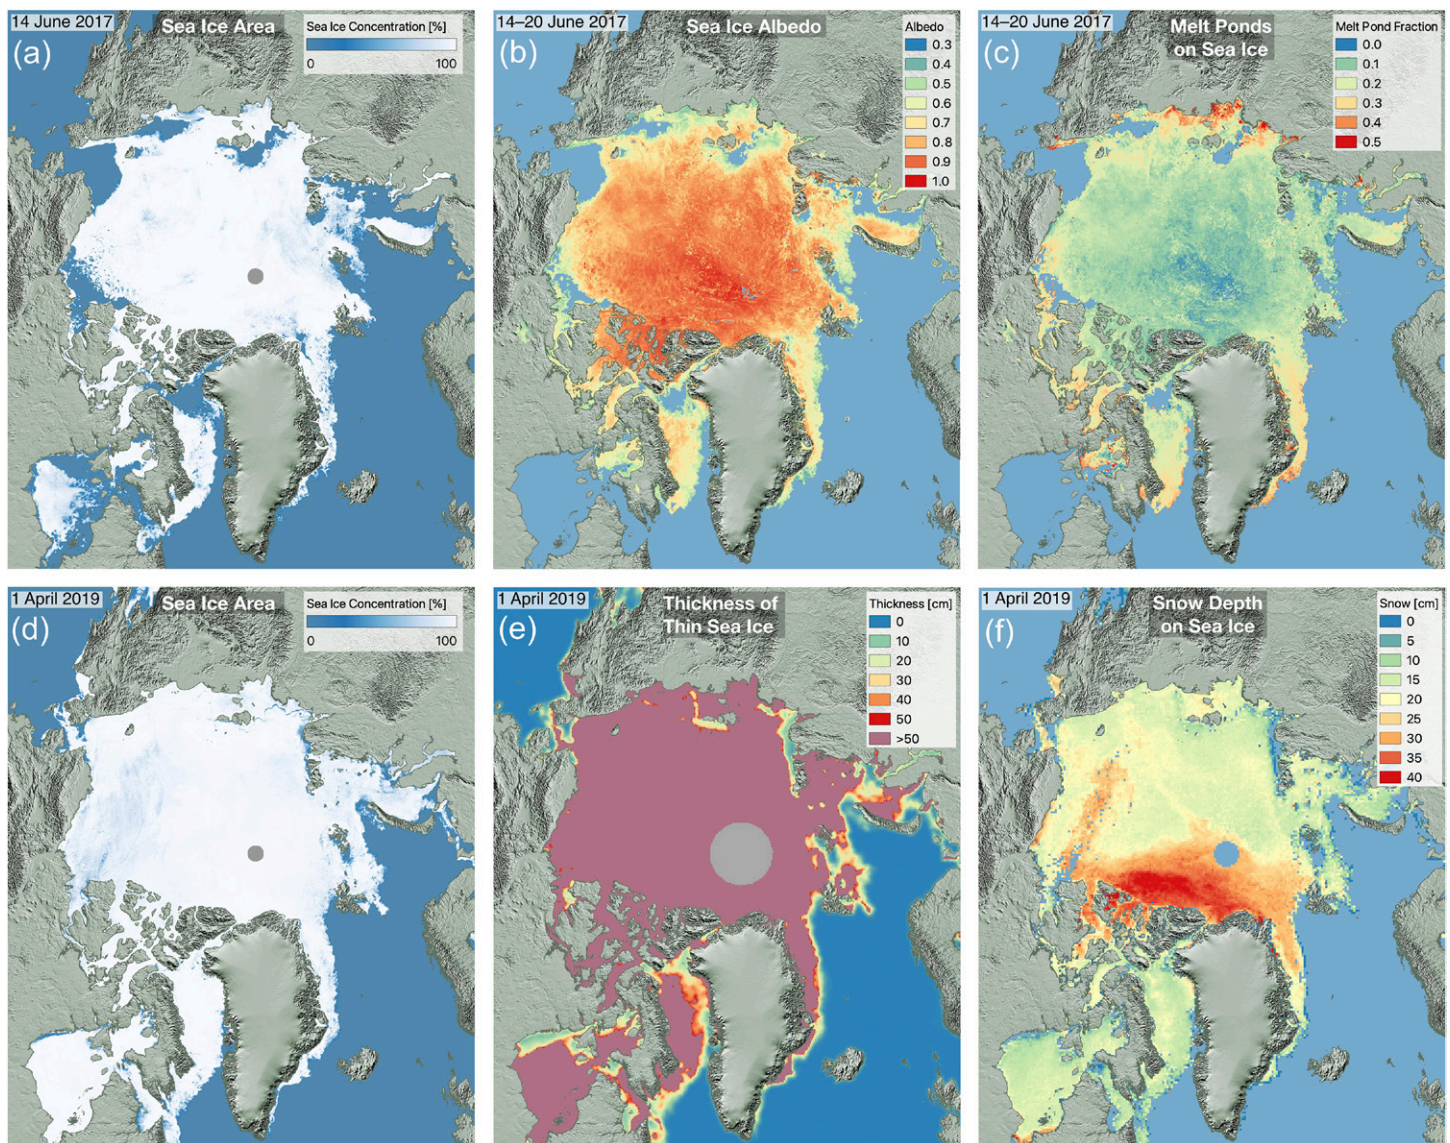 14 June 2017
Sea Ice Area
Sea Ice Concentration [%]
0 100
(a)
14–20 June 2017
Sea Ice Albedo
Albedo
0.3
0.4
0.5
0.6
0.7
0.8
0.9
1.0
(b)
14–20 June 2017
Melt Ponds
on Sea Ice
Melt Pond Fraction
0.0
0.1
0.2
0.3
0.4
0.5
(c)
1 April 2019
Sea Ice Area
Sea Ice Concentration [%]
0 100
(d)
1 April 2019
Thickness of
Thin Sea Ice
Thickness [cm]
0
10
20
30
40
50
>50
(e)
1 April 2019
Snow Depth
on Sea Ice
Snow [cm]
0
5
10
15
20
25
30
35
40
(f)